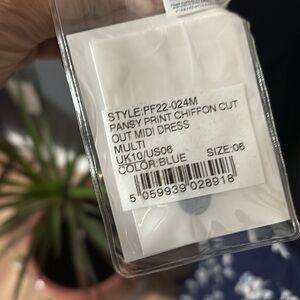 STYLE:PF22-024M
PANSY PRINT CHIFFON CUT
OUT MIDI DRESS
MULTI
UK10/US06
COLOR:BLUE SIZE:06
5 059939 028918